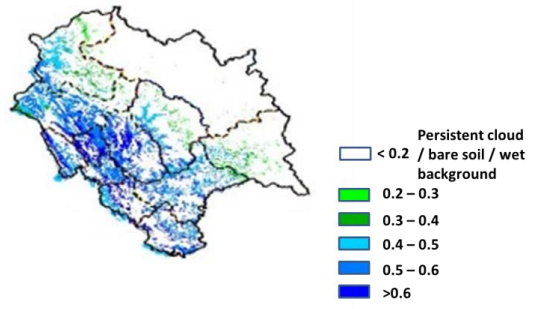 Persistent cloud
< 0.2 / bare soil / wet
background
0.2 – 0.3
0.3 – 0.4
0.4 – 0.5
0.5 – 0.6
>0.6